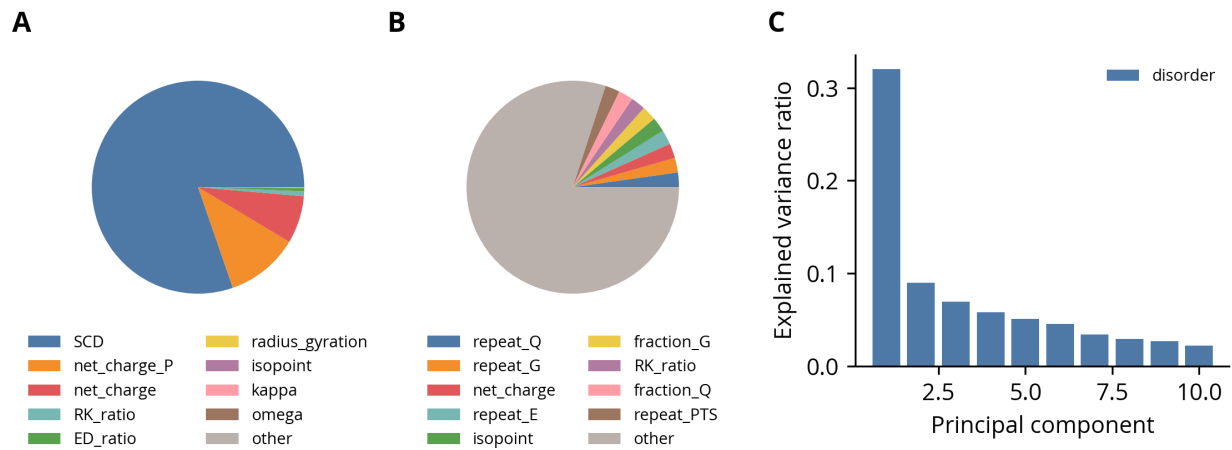 A
B
C
SCD
net_charge_P
net_charge
RK_ratio
ED_ratio
radius_gyration
isopoint
kappa
omega
other
repeat_Q
repeat_G
net_charge
repeat_E
isopoint
fraction_G
RK_ratio
fraction_Q
repeat_PTS
other
Explained variance ratio
0.3
0.2
0.1
0.0
disorder
2.5 5.0 7.5 10.0
Principal component